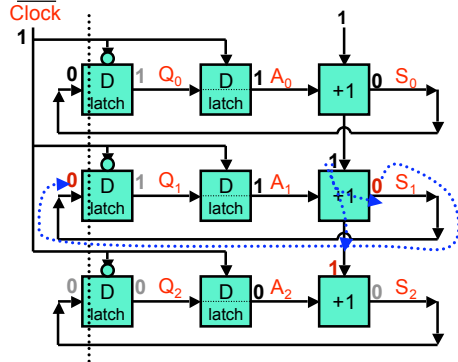 Clock
1
1
0 D latch 1 Q0 D latch 1 A0 +1 0 S0
1
0 D latch 1 Q1 D latch 1 A1 +1 0 S1
1
0 D latch 0 Q2 D latch 0 A2 +1 0 S2